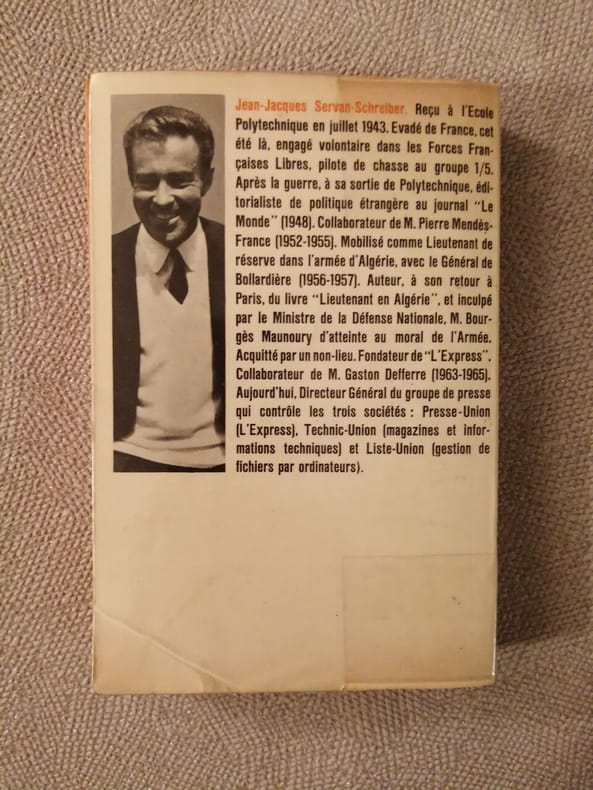 Jean-Jacques Servan-Schreiber. Reçu à l'Ecole
Polytechnique en juillet 1943. Evadé de France, cet
été là, engagé volontaire dans les Forces Fran-
çaises Libres, pilote de chasse au groupe 1/5.
Après la guerre, à sa sortie de Polytechnique, édi-
torialiste de politique étrangère au journal "Le
Monde" (1948). Collaborateur de M. Pierre Mendès-
France (1952-1955). Mobilisé comme Lieutenant de
réserve dans l'armée d'Algérie, avec le Général de
Bollardière (1956-1957). Auteur, à son retour à
Paris, du livre "Lieutenant en Algérie", et inculpé
par le Ministre de la Défense Nationale, M. Bour-
gès Maunoury d'atteinte au moral de l'Armée.
Acquitté par un non-lieu. Fondateur de "L'Express".
Collaborateur de M. Gaston Defferre (1963-1965).
Aujourd'hui, Directeur Général du groupe de presse
qui contrôle les trois sociétés : Presse-Union
(L'Express), Technic-Union (magazines et infor-
mations techniques) et Liste-Union (gestion de
fichiers par ordinateurs).